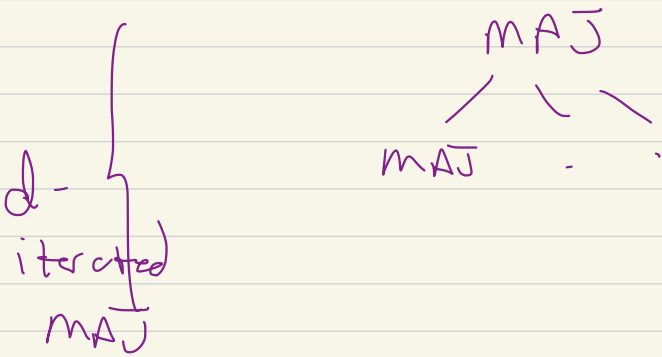 MAJ
MAJ . .
d-
iterated
MAJ